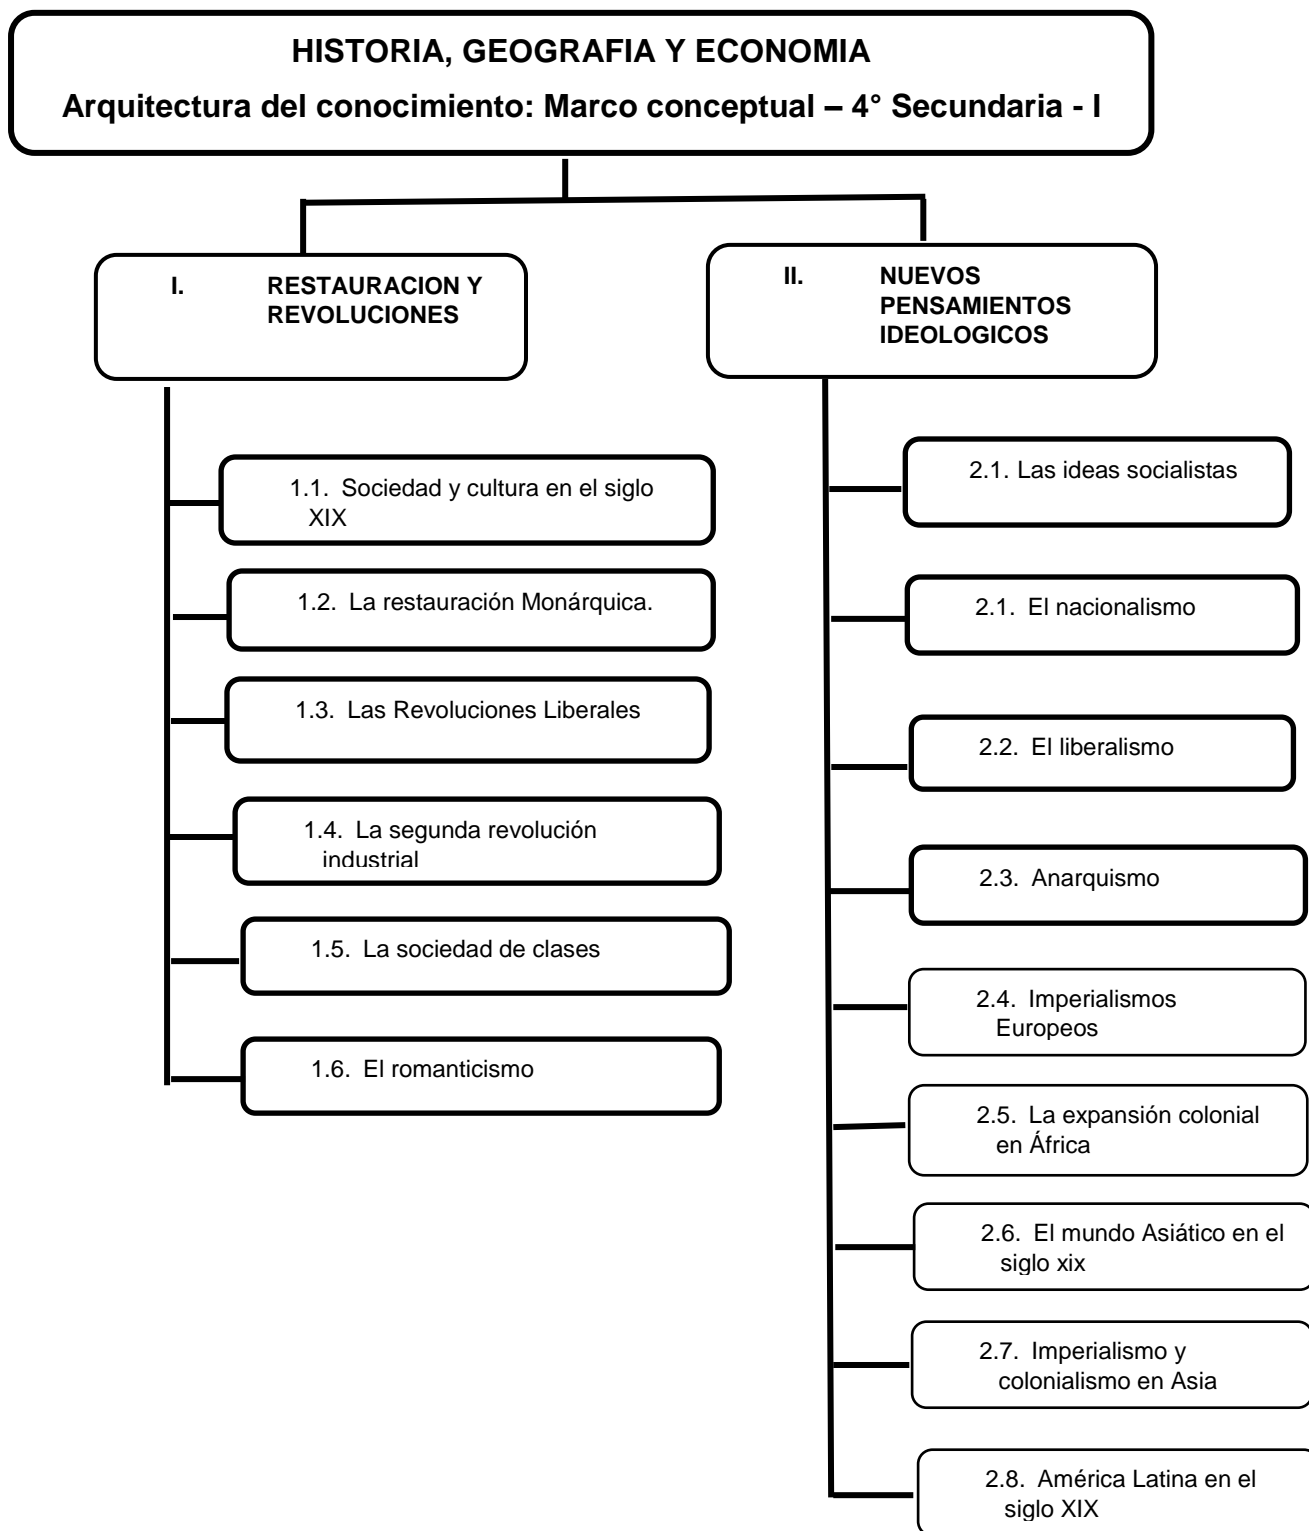 HISTORIA, GEOGRAFIA Y ECONOMIA
Arquitectura del conocimiento: Marco conceptual – 4° Secundaria - I
I. RESTAURACION Y
REVOLUCIONES
1.1. Sociedad y cultura en el siglo
XIX
1.2. La restauración Monárquica.
1.3. Las Revoluciones Liberales
1.4. La segunda revolución
industrial
1.5. La sociedad de clases
1.6. El romanticismo
II. NUEVOS
PENSAMIENTOS
IDEOLOGICOS
2.1. Las ideas socialistas
2.1. El nacionalismo
2.2. El liberalismo
2.3. Anarquismo
2.4. Imperialismos
Europeos
2.5. La expansión colonial
en África
2.6. El mundo Asiático en el
siglo xix
2.7. Imperialismo y
colonialismo en Asia
2.8. América Latina en el
siglo XIX